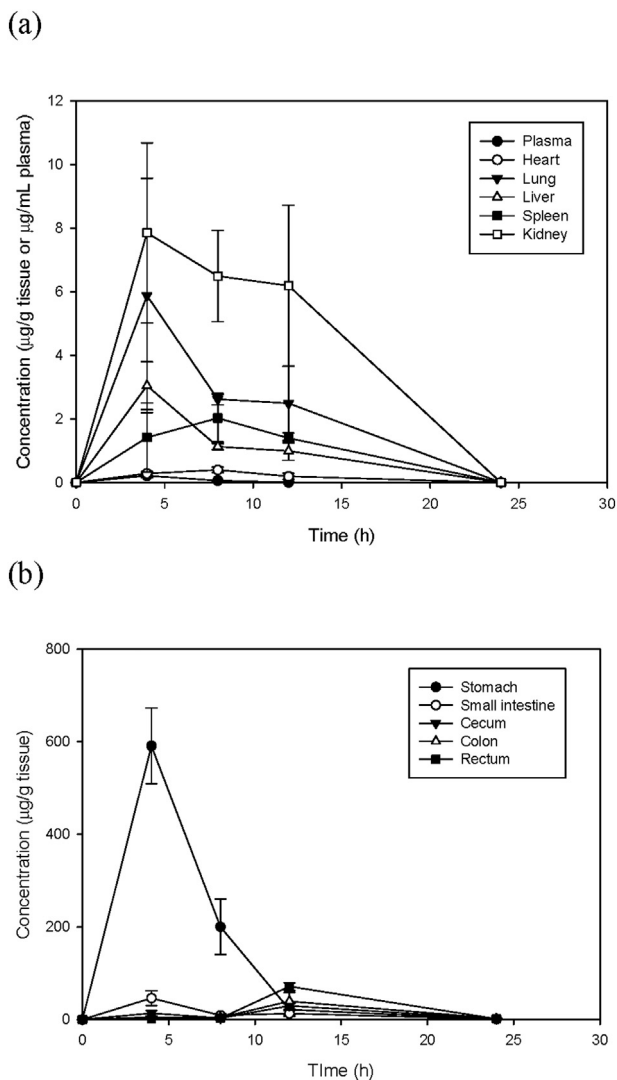 (a)
12
10
8
6
4
2
0
Concentration (μg/g tissue or μg/mL plasma)
Plasma
Heart
Lung
Liver
Spleen
Kidney
0 5 10 15 20 25 30
Time (h)
(b)
800
600
400
200
0
Concentration (μg/g tissue)
Stomach
Small intestine
Cecum
Colon
Rectum
0 5 10 15 20 25 30
TIme (h)